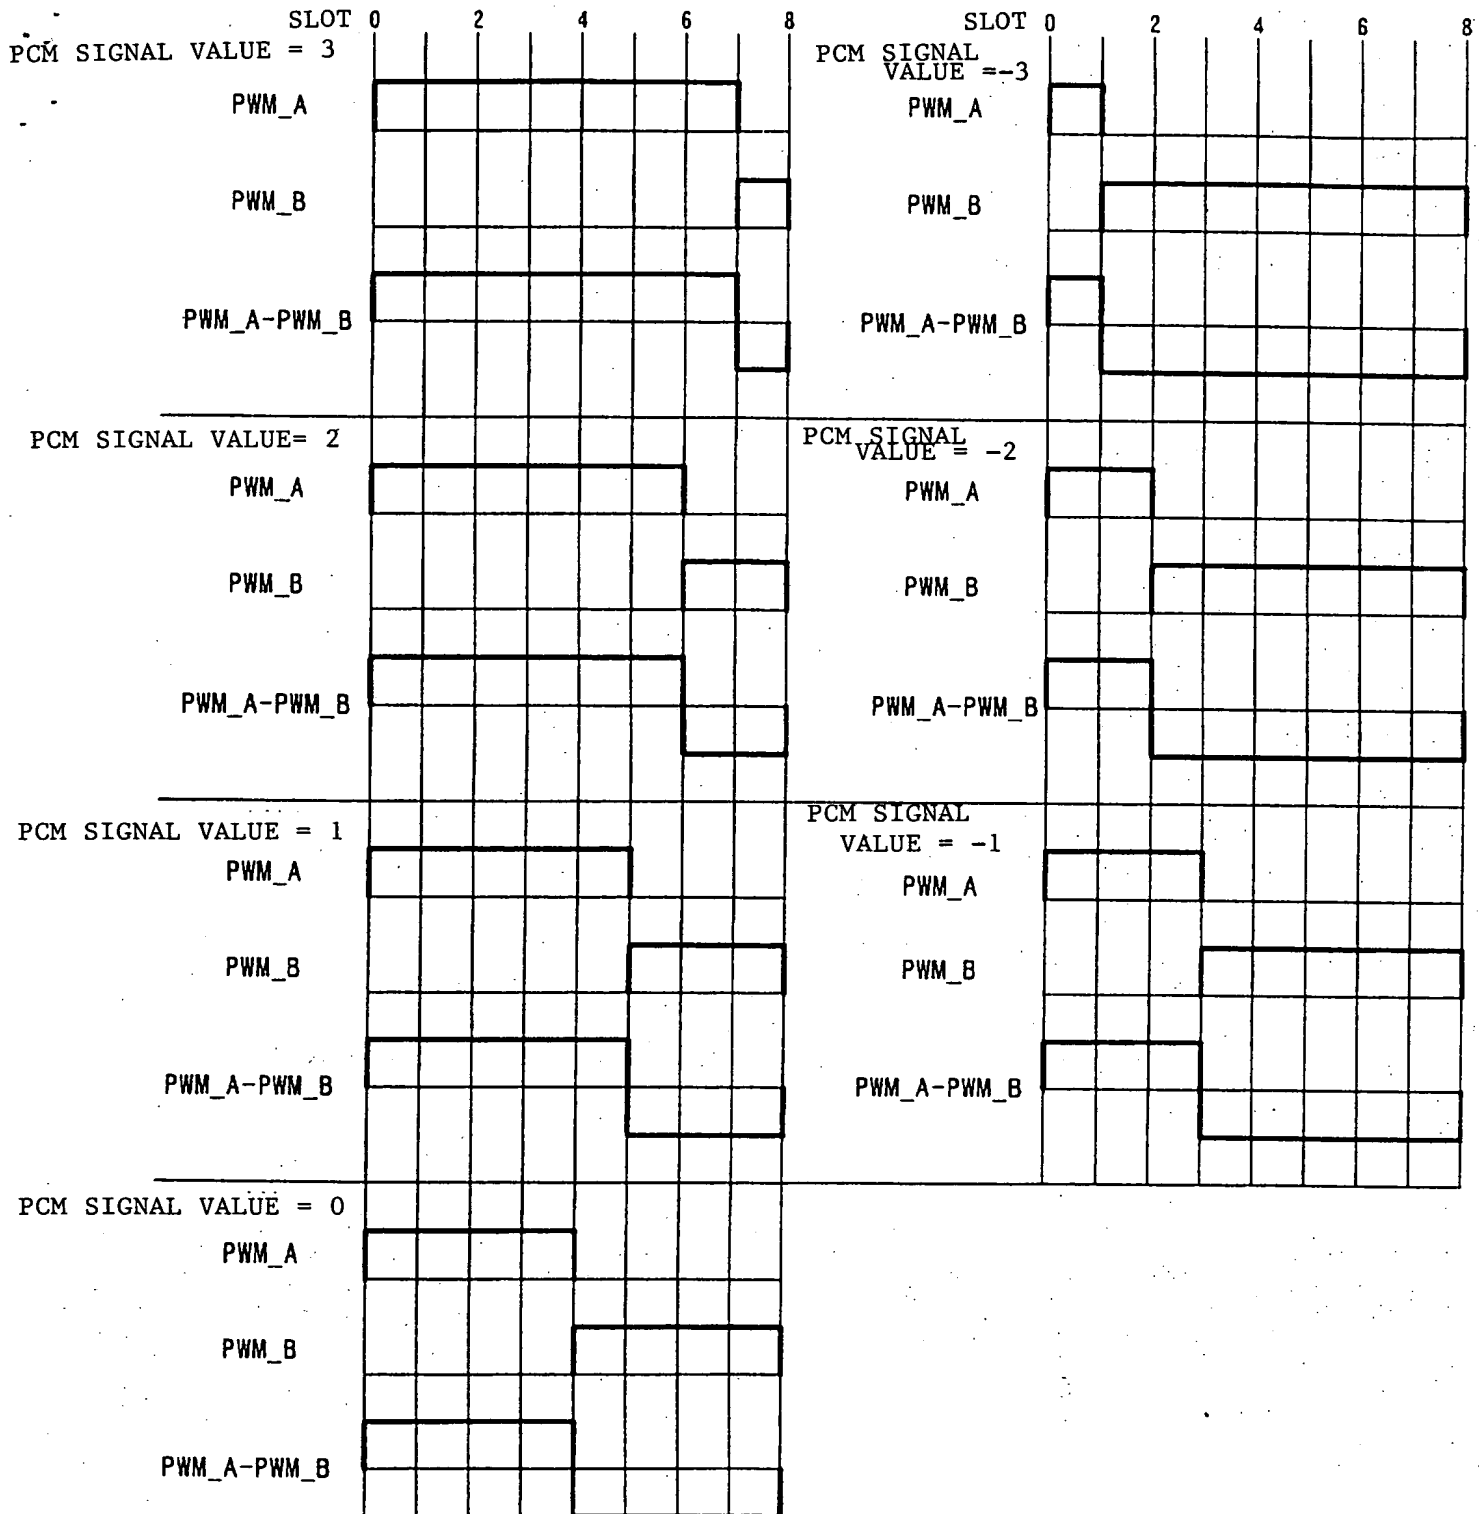 SLOT 0 2 4 6 8
PCM SIGNAL VALUE = 3
PWM_A
PWM_B
PWM_A-PWM_B
PCM SIGNAL VALUE= 2
PWM_A
PWM_B
PWM_A-PWM_B
PCM SIGNAL VALUE = 1
PWM_A
PWM_B
PWM_A-PWM_B
PCM SIGNAL VALUE = 0
PWM_A
PWM_B
PWM_A-PWM_B
SLOT 0 2 4 6 8
PCM SIGNAL
VALUE =-3
PWM_A
PWM_B
PWM_A-PWM_B
PCM SIGNAL
VALUE = -2
PWM_A
PWM_B
PWM_A-PWM_B
PCM SIGNAL
VALUE = -1
PWM_A
PWM_B
PWM_A-PWM_B